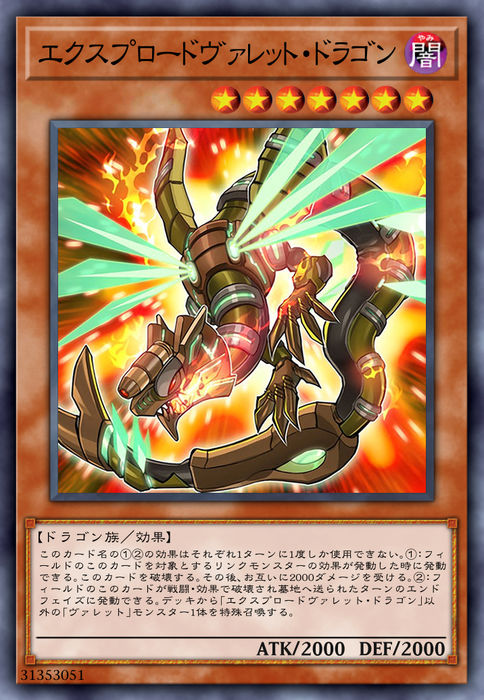 エクスプロードヴァレット・ドラゴン
やみ
闇
【ドラゴン族／効果】
このカード名の①②の効果はそれぞれ1ターンに1度しか使用できない。①：フィ
ールドのこのカードを対象とするリンクモンスターの効果が発動した時に発動
できる。このカードを破壊する。その後、お互いに2000ダメージを受ける。②：フ
ィールドのこのカードが戦闘・効果で破壊され墓地へ送られたターンのエンド
フェイズに発動できる。デッキから「エクスプロードヴァレット・ドラゴン」以
外の「ヴァレット」モンスター1体を特殊召喚する。
ATK/2000 DEF/2000
31353051